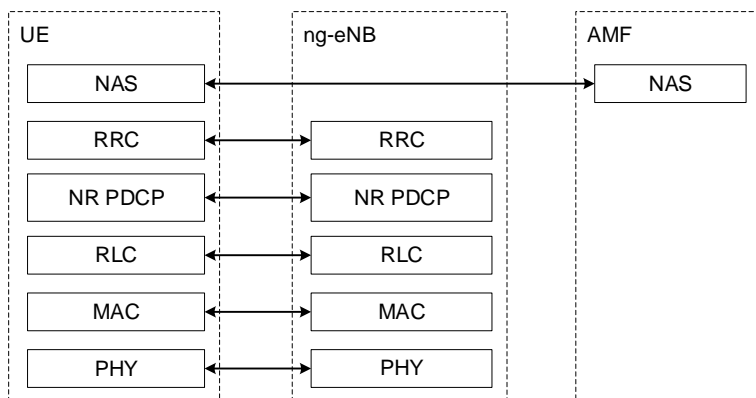 UE
ng-eNB
AMF
NAS
NAS
RRC
RRC
NR PDCP
NR PDCP
RLC
RLC
MAC
MAC
PHY
PHY